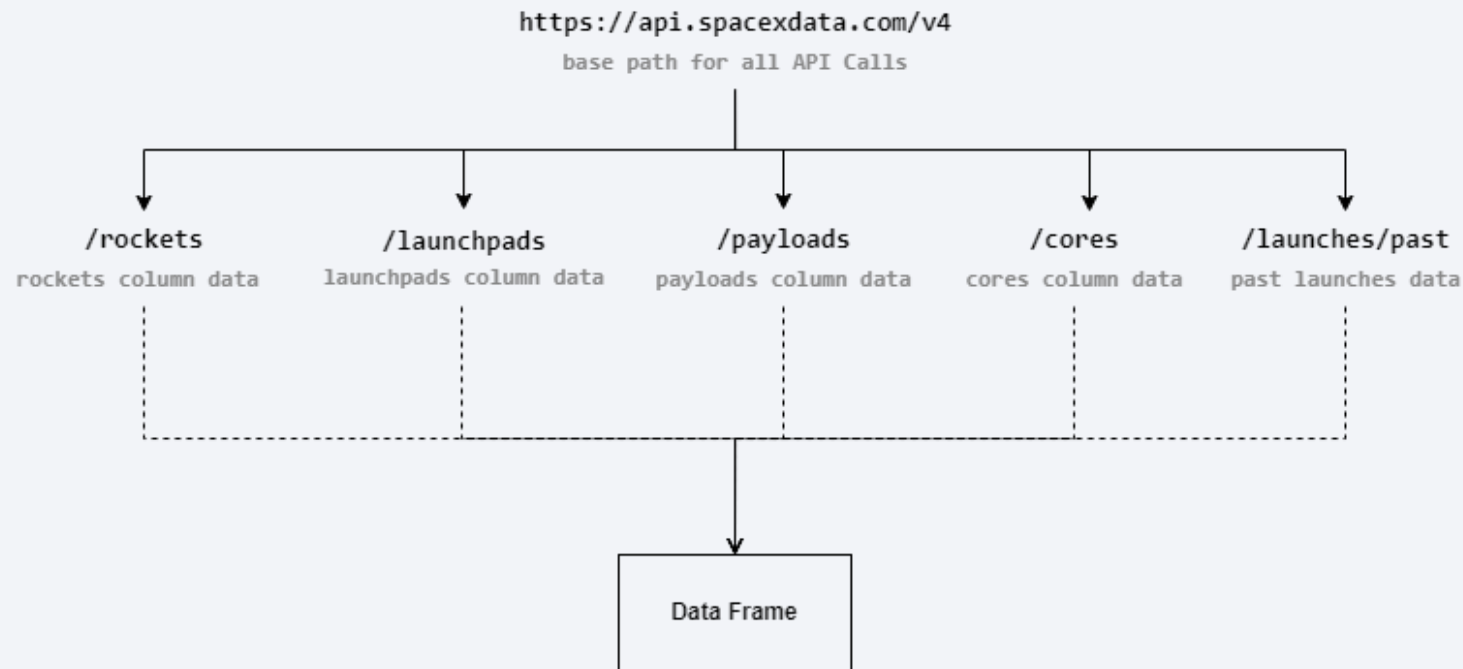 https://api.spacexdata.com/v4
base path for all API Calls
/rockets
rockets column data
/launchpads
launchpads column data
/payloads
payloads column data
/cores
cores column data
/launches/past
past launches data
Data Frame